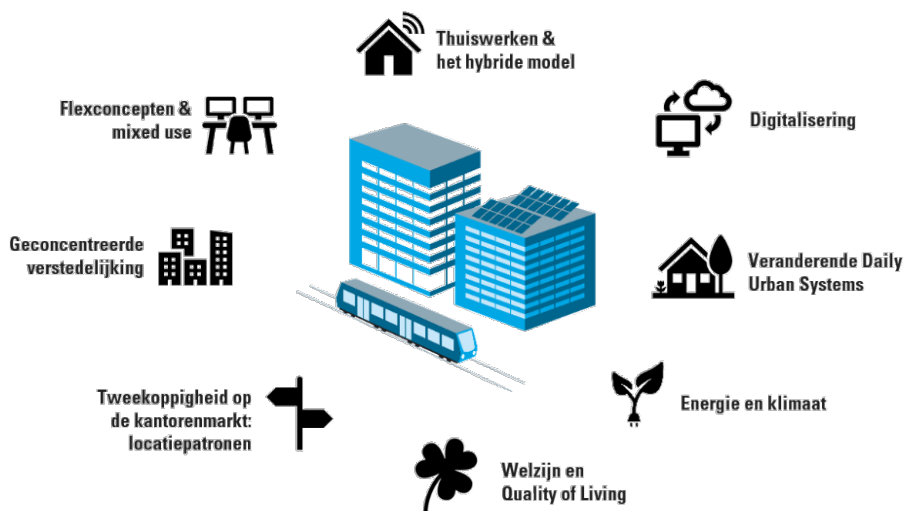 Thuiswerken &
het hybride model
Flexconcepten &
mixed use
Digitalisering
Geconcentreerde
verstedelijking
Veranderende Daily
Urban Systems
Tweekoppigheid op
de kantorenmarkt:
locatiepatronen
Energie en klimaat
Welzijn en
Quality of Living